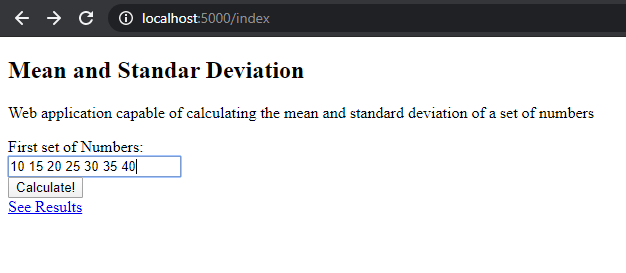 localhost:5000/index
Mean and Standar Deviation
Web application capable of calculating the mean and standard deviation of a set of numbers
First set of Numbers:
10 15 20 25 30 35 40
Calculate!
See Results